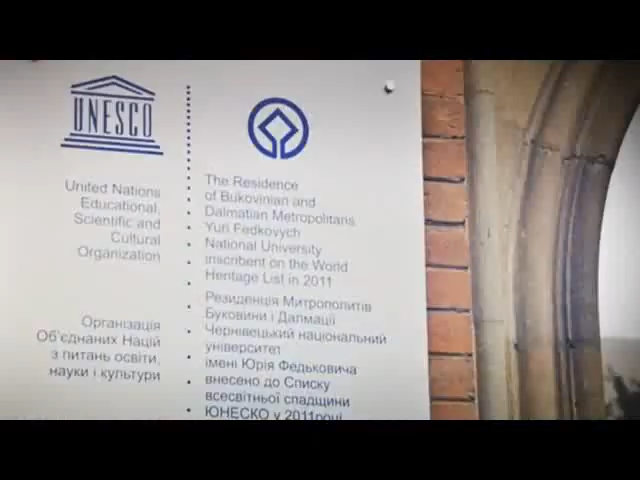 UNESCO
United Nations
Educational,
Scientific and
Cultural
Organization
Організація
Об'єднаних Націй
з питань освіти,
науки і культури
The Residence
of Bukovinian and
Dalmatian Metropolitans
Yuri Fedkovych
National University
inscribent on the World
Heritage List in 2011
Резиденція Митрополитів
Буковини і Далмації
Чернівецький національний
університет
імені Юрія Федьковича
внесено до Списку
всесвітньої спадщини
ЮНЕСКО у 2011році